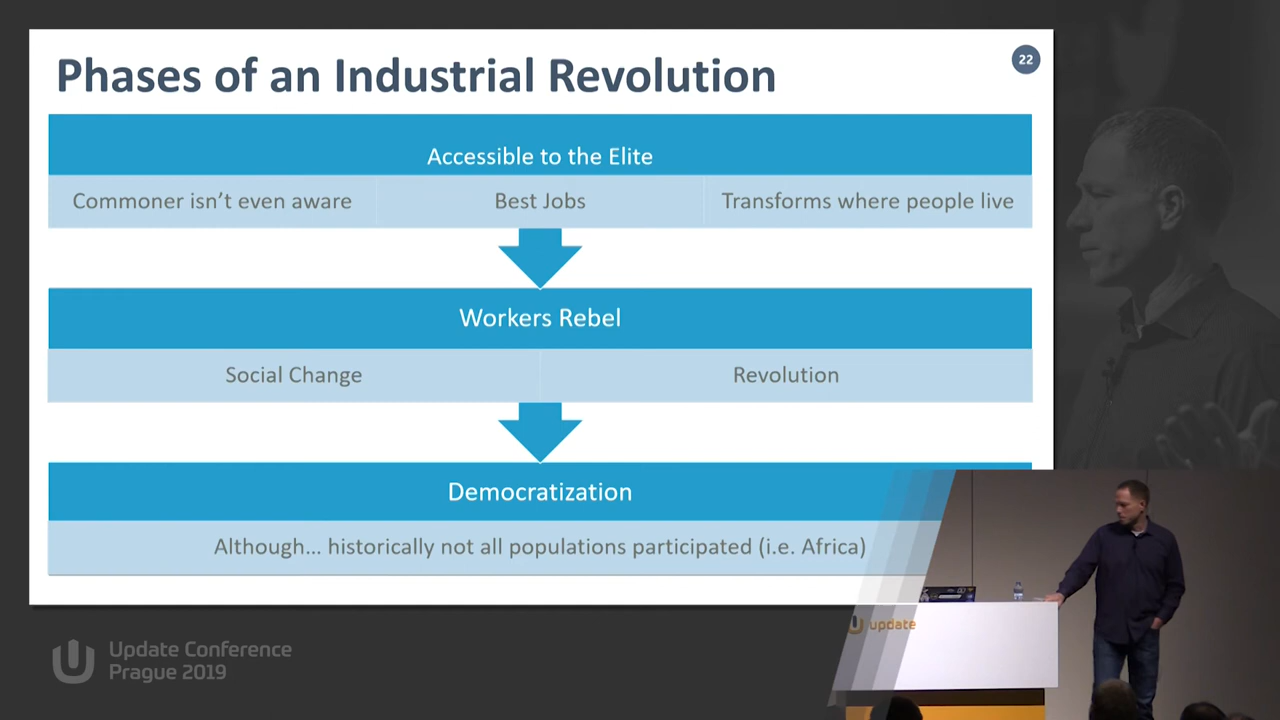 Phases of an Industrial Revolution
22
Accessible to the Elite
Commoner isn’t even aware
Best Jobs
Transforms where people live
Workers Rebel
Social Change
Revolution
Democratization
Although... historically not all populations participated (i.e. Africa)
update
Update Conference
Prague 2019